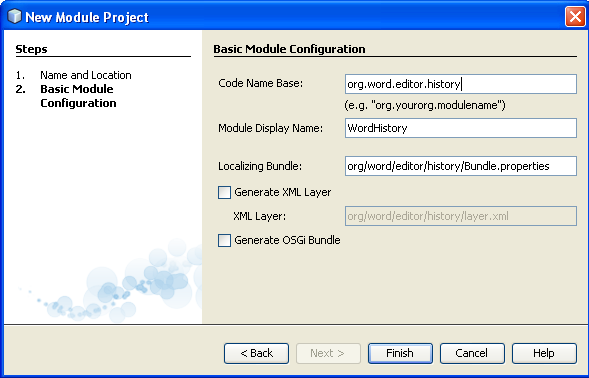 New Module Project
Steps
1. Name and Location
2. Basic Module
Configuration
Basic Module Configuration
Code Name Base: org.word.editor.history
(e.g. "org.yourorg.modulename")
Module Display Name: WordHistory
Localizing Bundle: org/word/editor/history/Bundle.properties
Generate XML Layer
XML Layer: org/word/editor/history/layer.xml
Generate OSGi Bundle
< Back Next > Finish Cancel Help